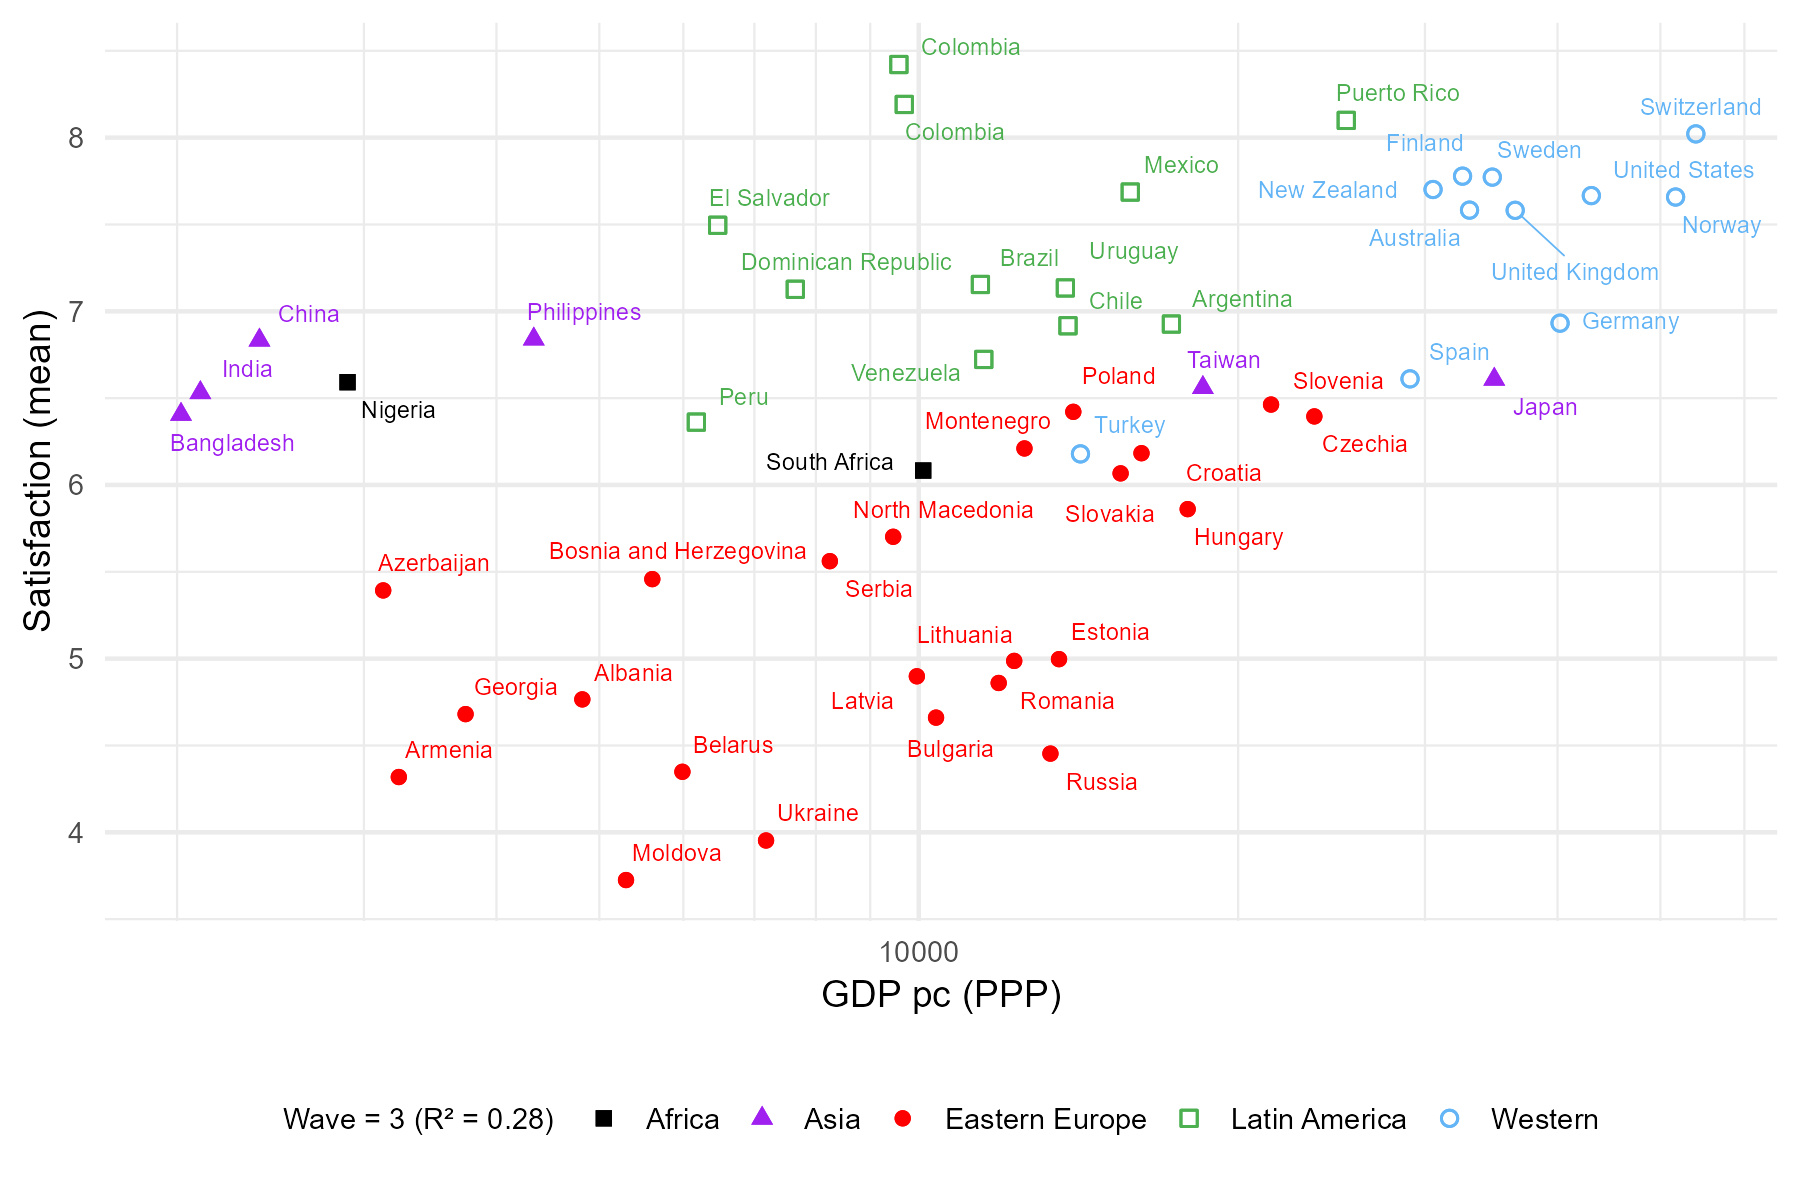 Colombia
Colombia
Puerto Rico
Switzerland
Finland
Sweden
Mexico
United States
New Zealand
El Salvador
Norway
Australia
Uruguay
Brazil
Dominican Republic
United Kingdom
Chile
Argentina
China
Philippines
Germany
Spain
Taiwan
India
Venezuela
Poland
Slovenia
Peru
Japan
Nigeria
Montenegro
Turkey
Bangladesh
Czechia
South Africa
Croatia
North Macedonia
Slovakia
Hungary
Bosnia and Herzegovina
Azerbaijan
Serbia
Lithuania
Estonia
Albania
Georgia
Latvia
Romania
Armenia
Belarus
Bulgaria
Russia
Ukraine
Moldova
8
7
6
5
4
Satisfaction (mean)
10000
GDP pc (PPP)
Wave = 3 (R² = 0.28) Africa Asia Eastern Europe Latin America Western